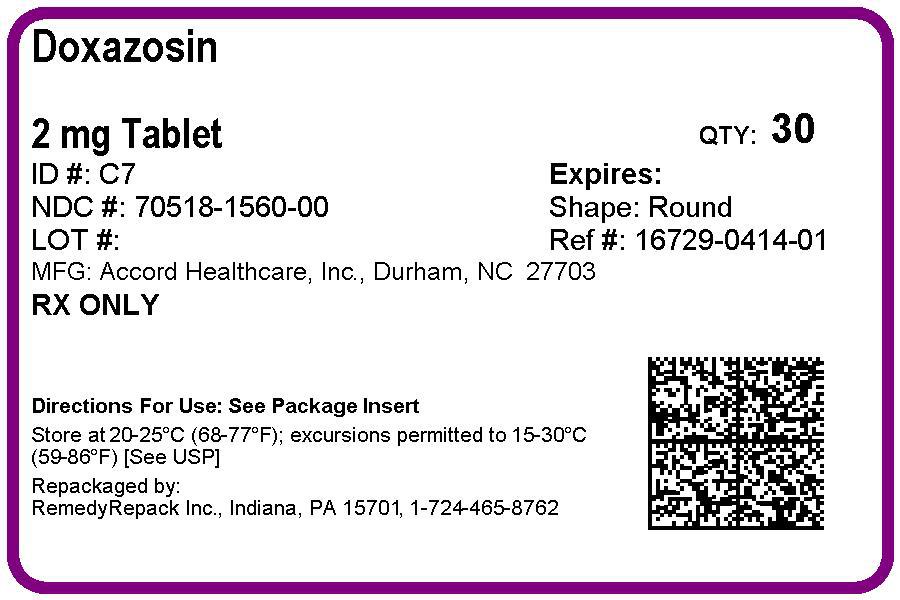 Doxazosin
2 mg Tablet QTY: 30
ID #: C7 Expires:
NDC #: 70518-1560-00 Shape: Round
LOT #: Ref #: 16729-0414-01
MFG: Accord Healthcare, Inc., Durham, NC 27703
RX ONLY
Directions For Use: See Package Insert
Store at 20-25°C (68-77°F); excursions permitted to 15-30°C
(59-86°F) [See USP]
Repackaged by:
RemedyRepack Inc., Indiana, PA 15701, 1-724-465-8762